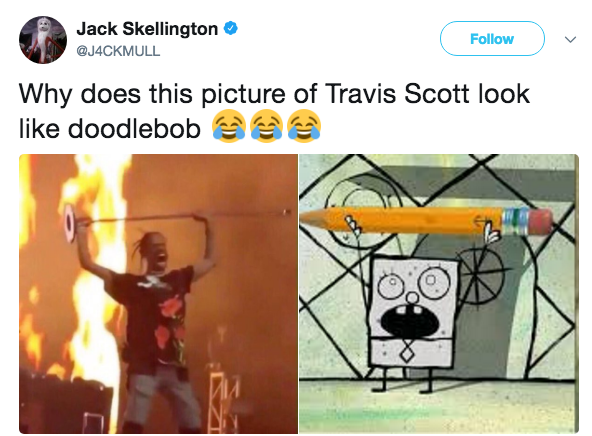 Jack Skellington
@J4CKMULL
Follow
Why does this picture of Travis Scott look
like doodlebob 😂😂😂